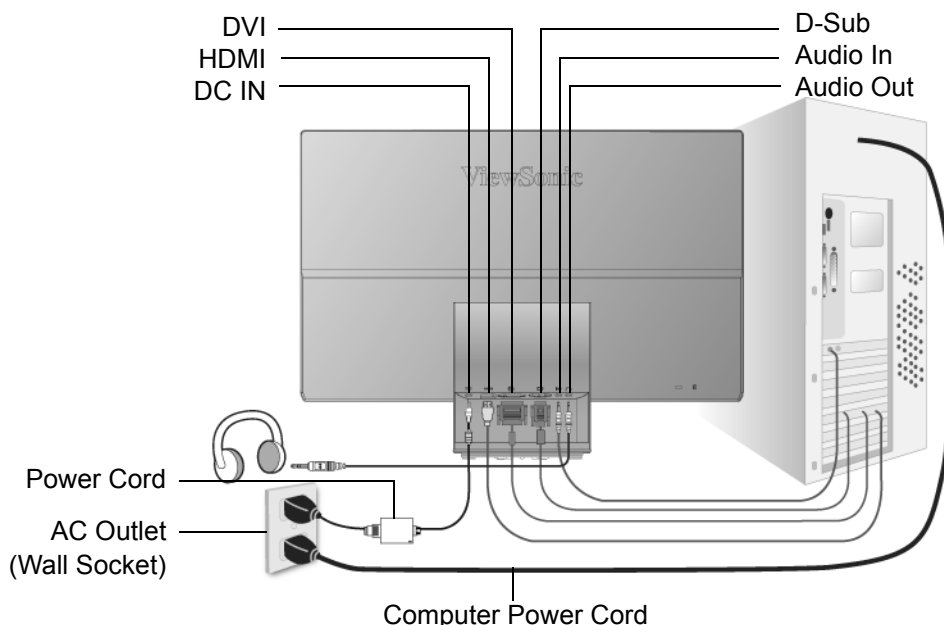 DVI
HDMI
DC IN
D-Sub
Audio In
Audio Out
ViewSonic
Power Cord
AC Outlet
(Wall Socket)
Computer Power Cord